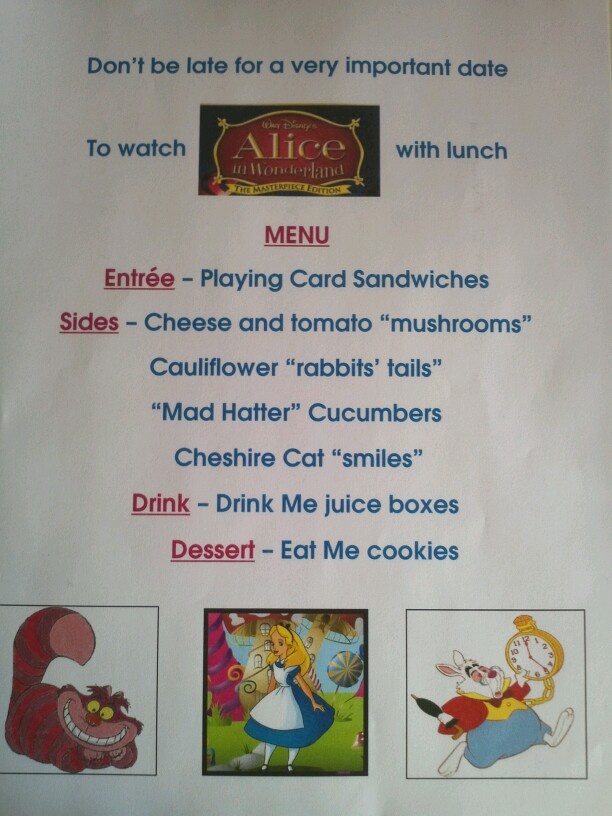 Don't be late for a very important date
To watch
Walt Disney's
Alice
in Wonderland
THE MASTERPIECE EDITION
with lunch
MENU
Entrée – Playing Card Sandwiches
Sides – Cheese and tomato “mushrooms”
Cauliflower “rabbits’ tails”
“Mad Hatter” Cucumbers
Cheshire Cat “smiles”
Drink – Drink Me juice boxes
Dessert – Eat Me cookies